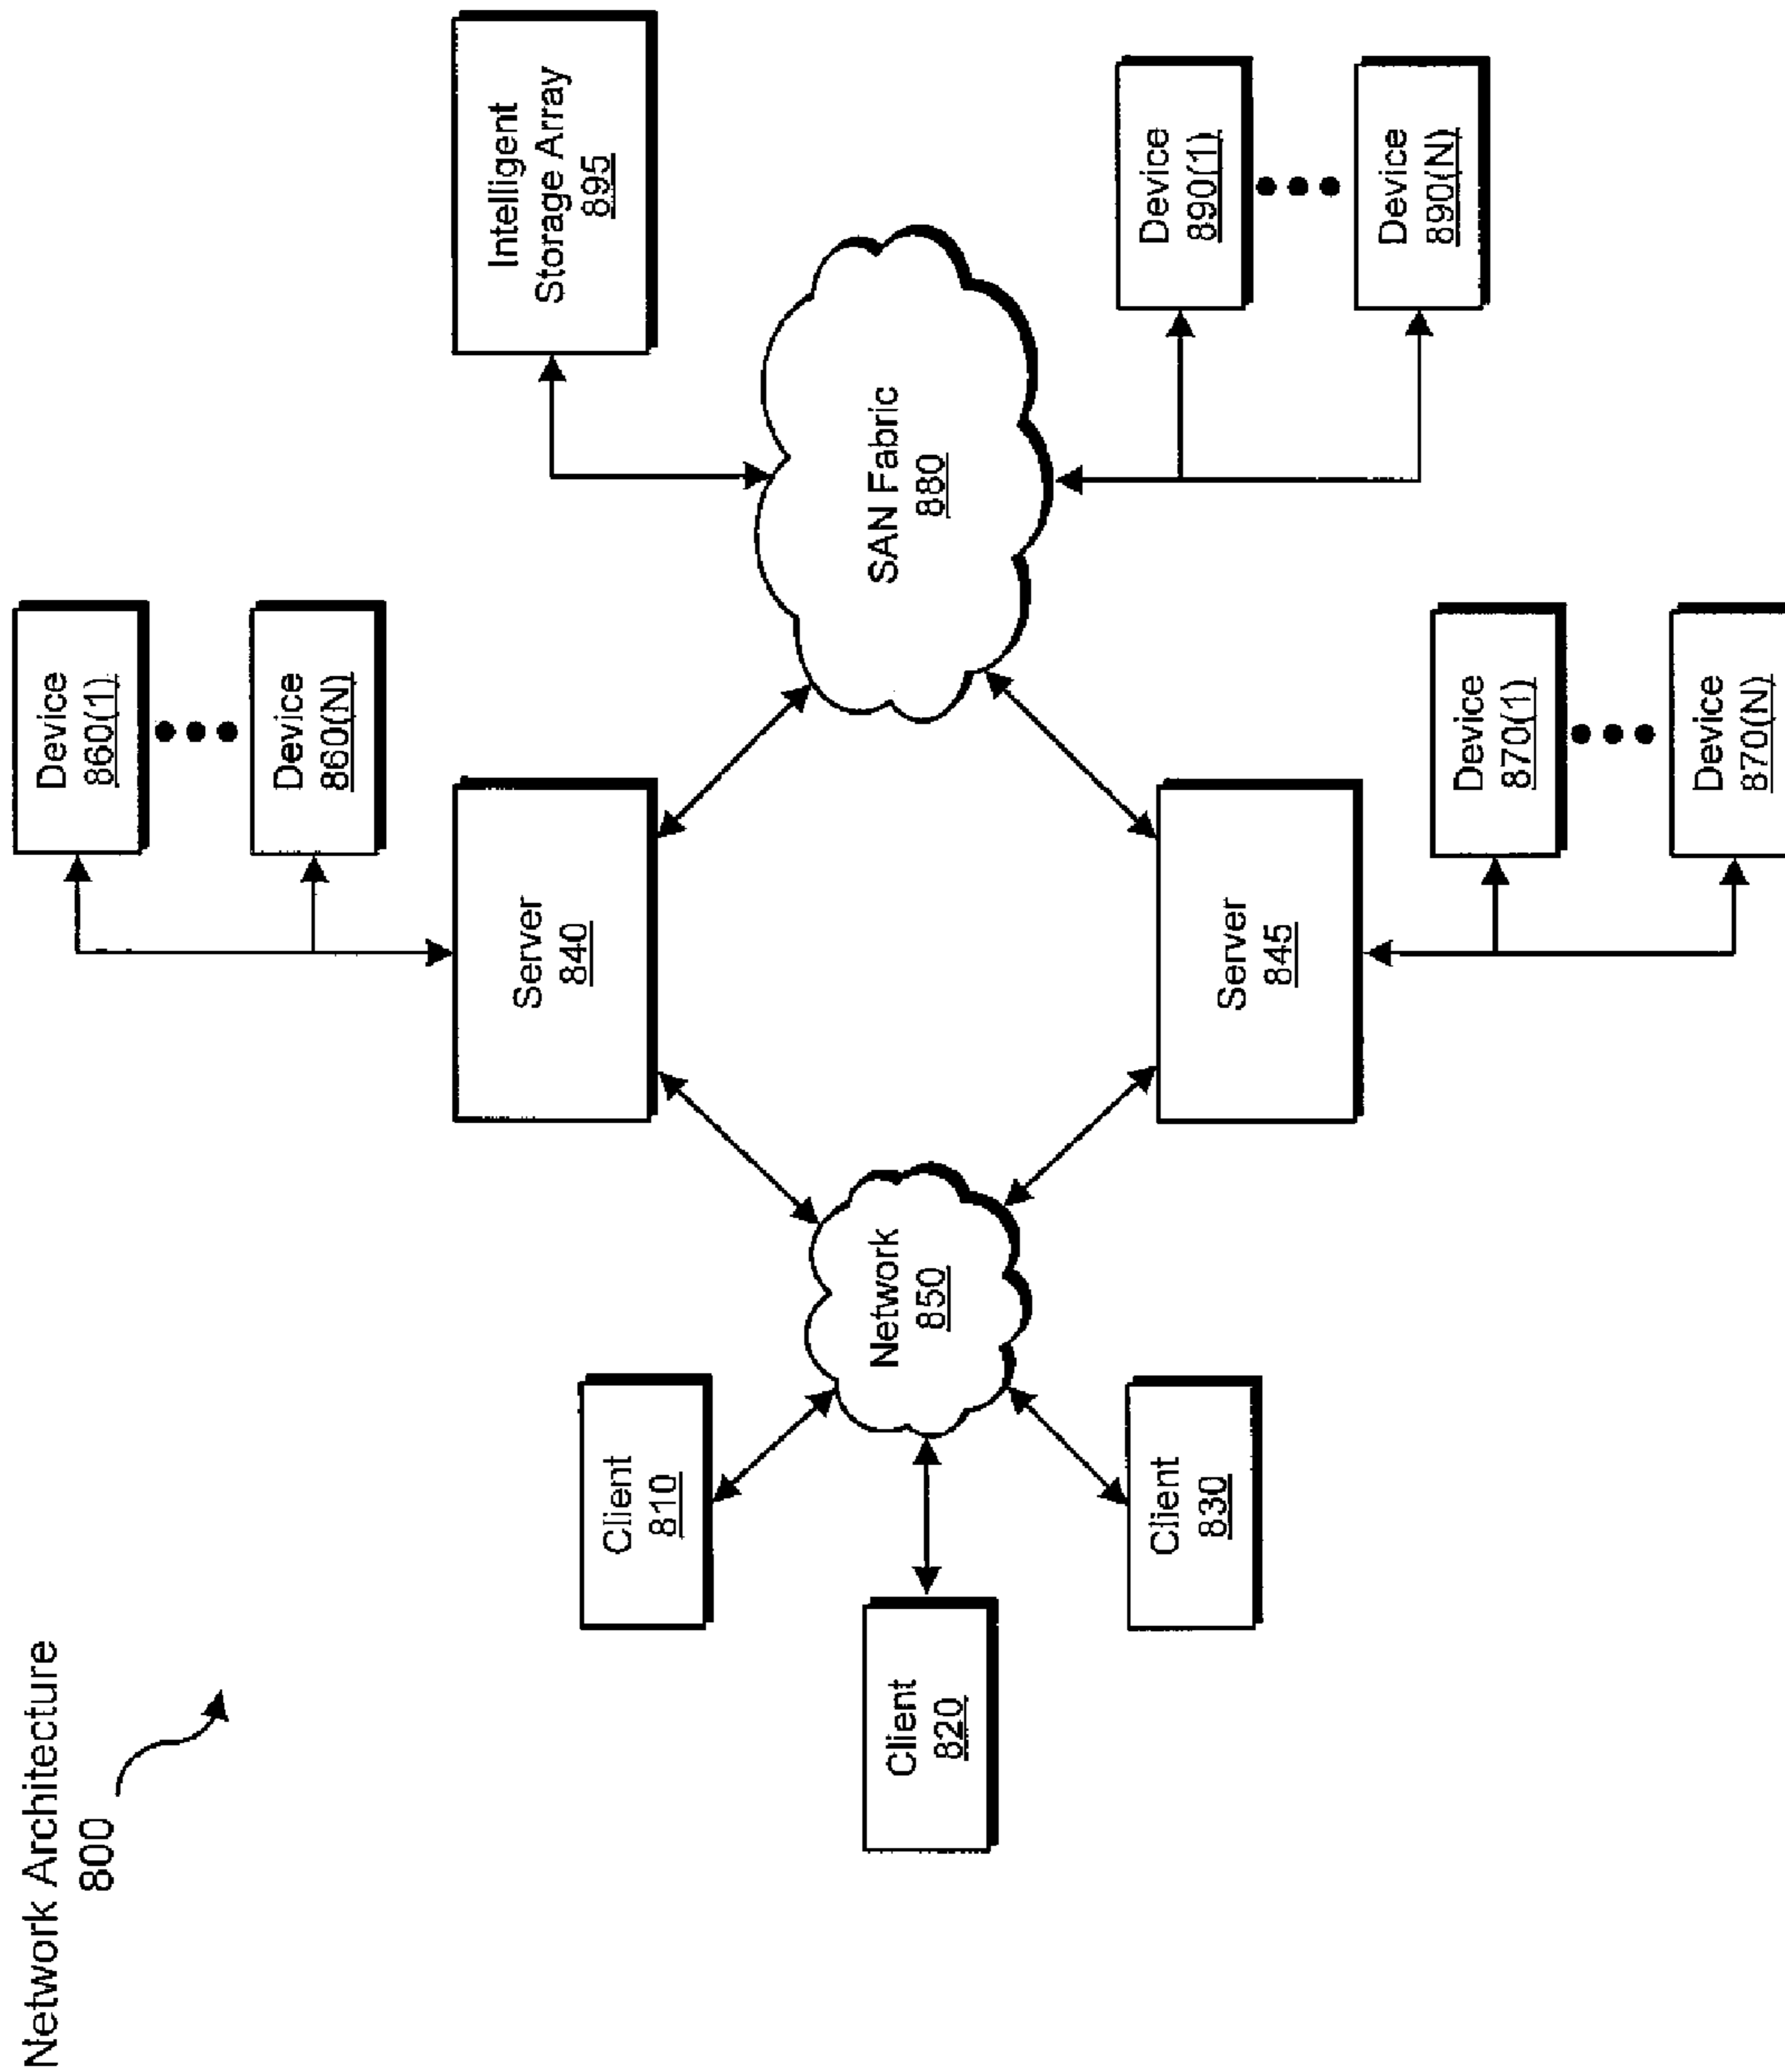 Network Architecture
800
Device
860(1)
Device
860(N)
Server
840
Intelligent
Storage Array
895
Client
810
Client
820
Network
850
SAN Fabric
880
Client
830
Server
845
Device
890(1)
Device
890(N)
Device
870(1)
Device
870(N)